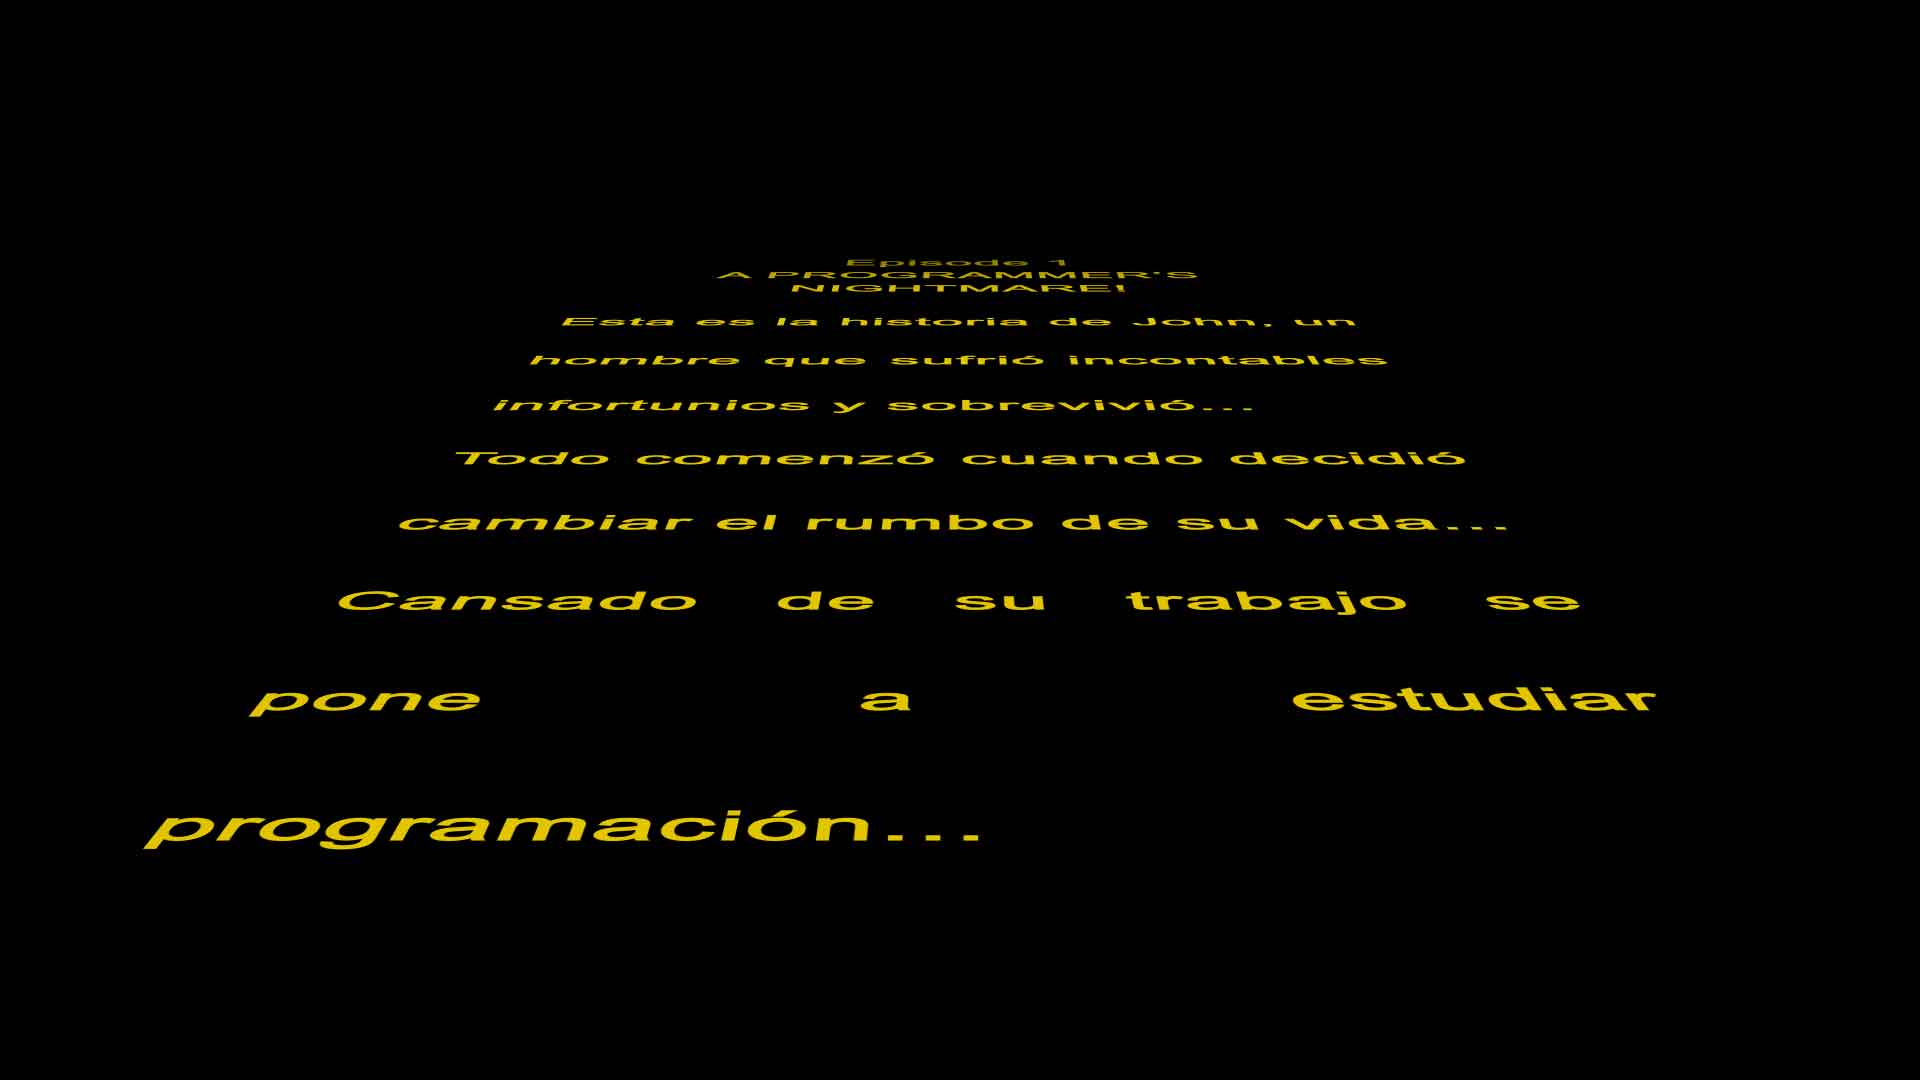 Episode 1
A PROGRAMMER'S
NIGHTMARE!
Esta es la historia de John, un
hombre que sufrió incontables
infortunios y sobrevivió...
Todo comenzó cuando decidió
cambiar el rumbo de su vida...
Cansado de su trabajo se
pone a estudiar
programación...